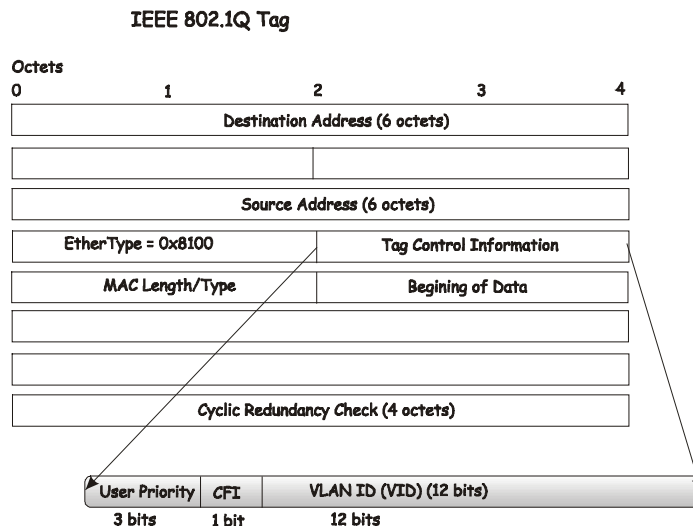 IEEE 802.1Q Tag
Octets
0 1 2 3 4
Destination Address (6 octets)
Source Address (6 octets)
EtherType = 0x8100 Tag Control Information
MAC Length/Type Begining of Data
Cyclic Redundancy Check (4 octets)
User Priority CFI VLAN ID (VID) (12 bits)
3 bits 1 bit 12 bits